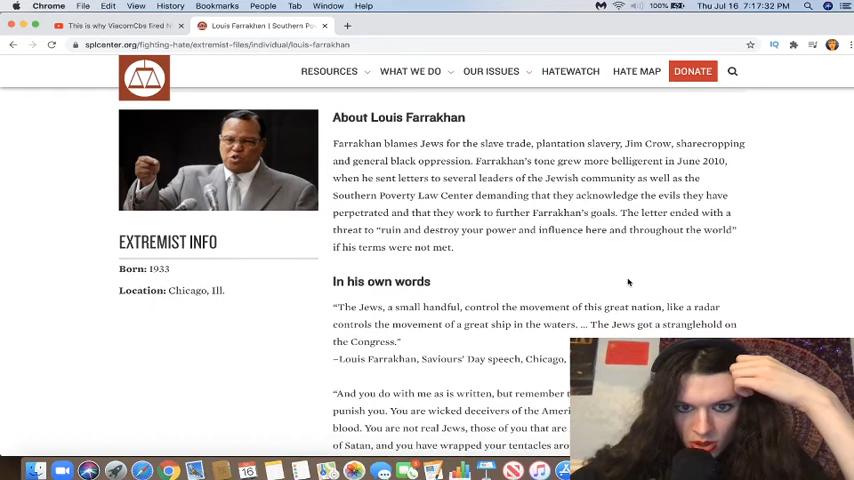 Chrome File Edit View History Bookmarks People Tab Window Help 100% Thu Jul 16 7:17:32 PM
This is why ViacomCbs fired N
Louis Farrakhan | Southern Po
splcenter.org/fighting-hate/extremist-files/individual/louis-farrakhan
RESOURCES WHAT WE DO OUR ISSUES HATEWATCH HATE MAP DONATE
About Louis Farrakhan
Farrakhan blames Jews for the slave trade, plantation slavery, Jim Crow, sharecropping
and general black oppression. Farrakhan's tone grew more belligerent in June 2010,
when he sent letters to several leaders of the Jewish community as well as the
Southern Poverty Law Center demanding that they acknowledge the evils they have
perpetrated and that they work to further Farrakhan's goals. The letter ended with a
threat to “ruin and destroy your power and influence here and throughout the world”
if his terms were not met.
EXTREMIST INFO
Born: 1933
Location: Chicago, Ill.
In his own words
“The Jews, a small handful, control the movement of this great nation, like a radar
controls the movement of a great ship in the waters. … The Jews got a stranglehold on
the Congress.”
–Louis Farrakhan, Saviours’ Day speech, Chicago,
“And you do with me as is written, but remember t
punish you. You are wicked deceivers of the Ameri
blood. You are not real Jews, those of you that are
of Satan, and you have wrapped your tentacles aro